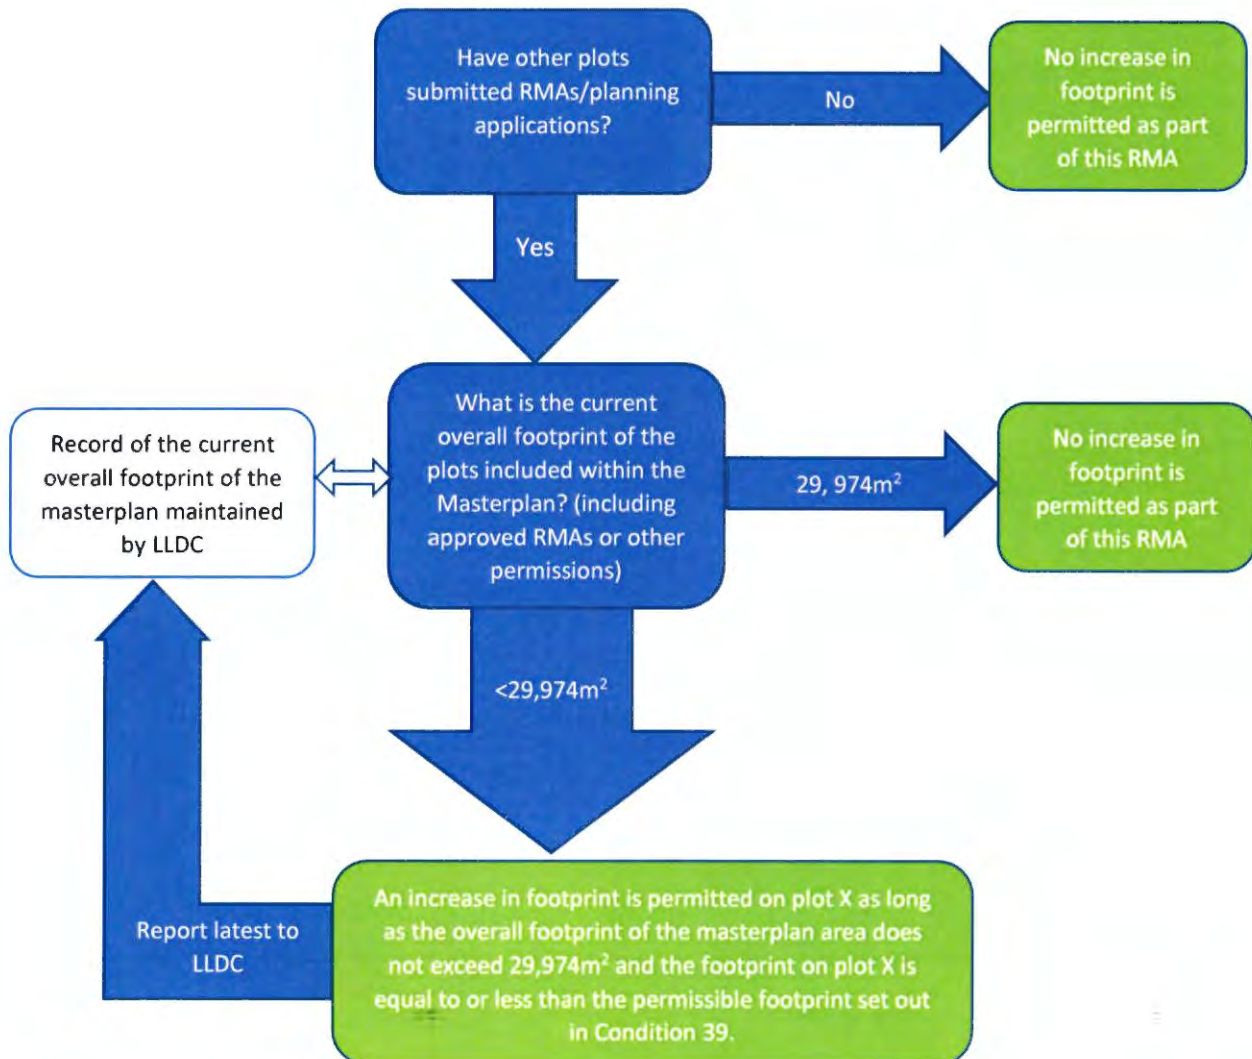 Have other plots
submitted RMAs/planning
applications?
No
No increase in
footprint is
permitted as part
of this RMA
Yes
What is the current
overall footprint of the
plots included within the
Masterplan? (including
approved RMAs or other
permissions)
Record of the current
overall footprint of the
masterplan maintained
by LLDC
29, 974m²
No increase in
footprint is
permitted as part
of this RMA
<29,974m²
An increase in footprint is permitted on plot X as long
as the overall footprint of the masterplan area does
not exceed 29,974m² and the footprint on plot X is
equal to or less than the permissible footprint set out
in Condition 39.
Report latest to
LLDC